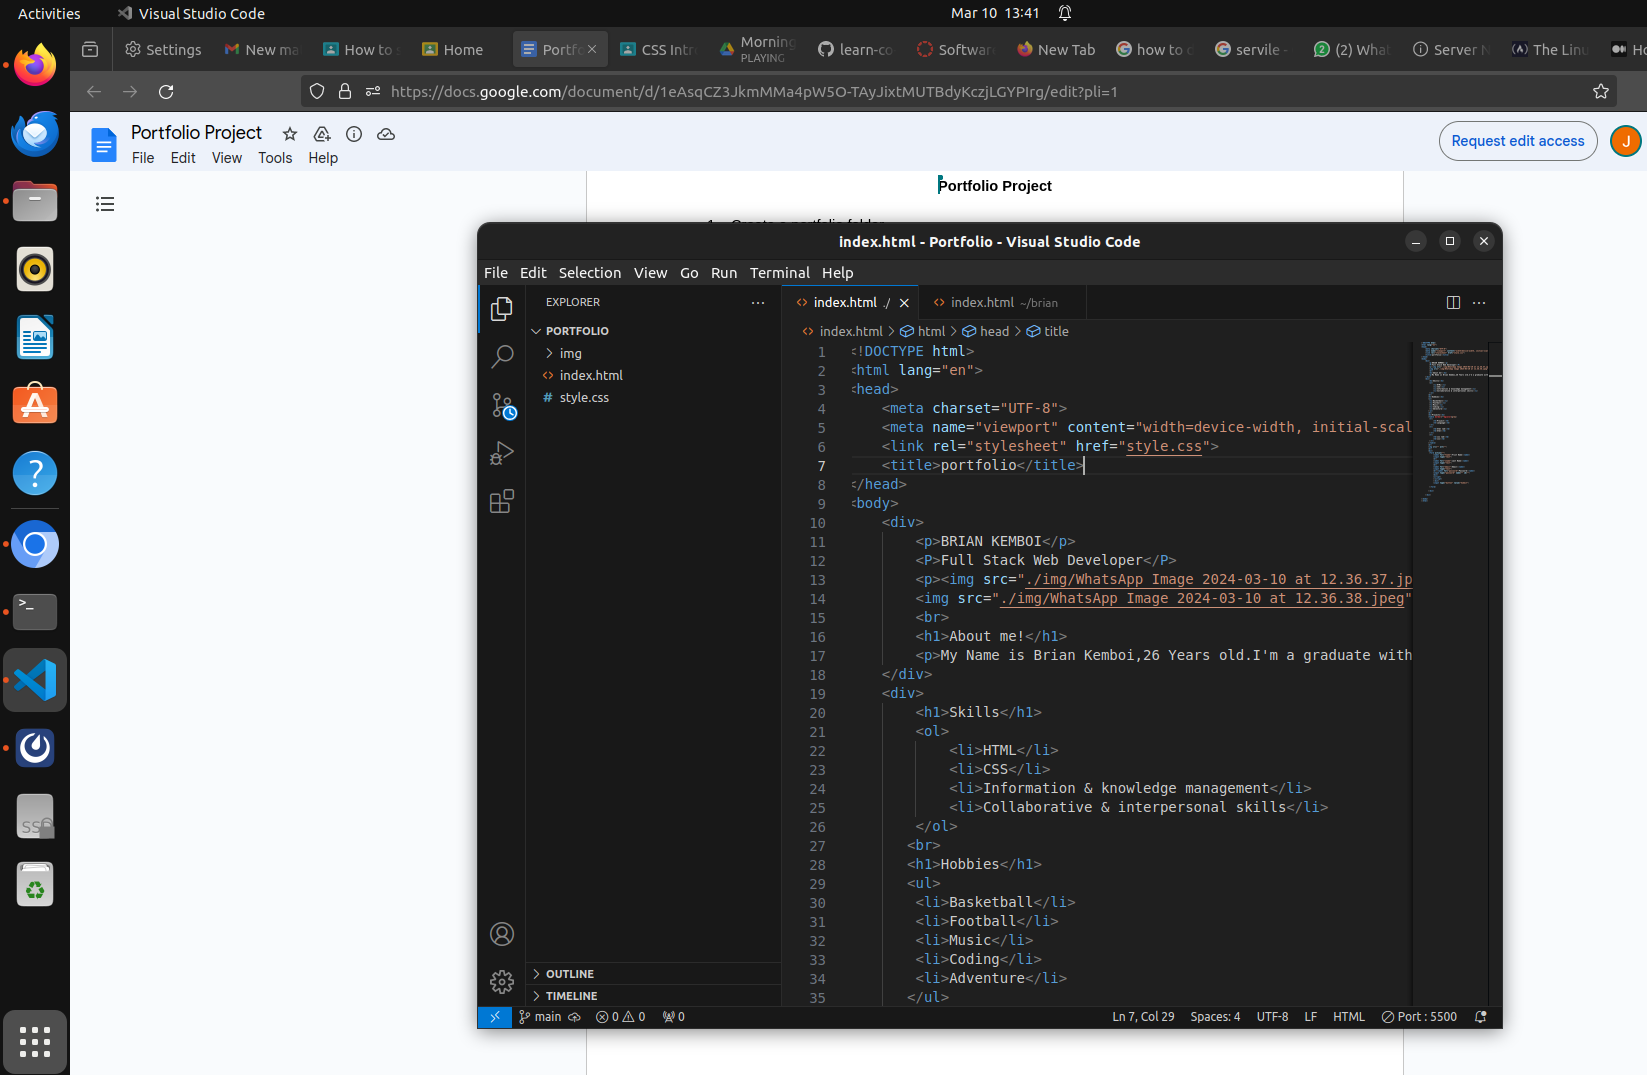 Activities
Visual Studio Code
Mar 10 13:41
Settings
New ma
How to s
Home
Portfo
CSS Intr
Morning
PLAYING
learn-co
Softwar
New Tab
how to d
servile -
(2) What
Server N
The Linu
Ho
https://docs.google.com/document/d/1eAsqCZ3JkmMMa4pW5O-TAyJixtMUTBdyKczjLGYPIrg/edit?pli=1
Portfolio Project
File Edit View Tools Help
Request edit access
J
Portfolio Project
1. Create a portfolio folder
index.html - Portfolio - Visual Studio Code
File Edit Selection View Go Run Terminal Help
EXPLORER
PORTFOLIO
img
index.html
style.css
OUTLINE
TIMELINE
index.html ./
index.html ~/brian
index.html > html > head > title
1 <!DOCTYPE html>
2 <html lang="en">
3 <head>
4 <meta charset="UTF-8">
5 <meta name="viewport" content="width=device-width, initial-scal
6 <link rel="stylesheet" href="style.css">
7 <title>portfolio</title>
8 </head>
9 <body>
10 <div>
11 <p>BRIAN KEMBOI</p>
12 <P>Full Stack Web Developer</P>
13 <p><img src="./img/WhatsApp Image 2024-03-10 at 12.36.37.jp
14 <img src="./img/WhatsApp Image 2024-03-10 at 12.36.38.jpeg"
15 <br>
16 <h1>About me!</h1>
17 <p>My Name is Brian Kemboi,26 Years old.I'm a graduate with
18 </div>
19 <div>
20 <h1>Skills</h1>
21 <ol>
22 <li>HTML</li>
23 <li>CSS</li>
24 <li>Information & knowledge management</li>
25 <li>Collaborative & interpersonal skills</li>
26 </ol>
27 <br>
28 <h1>Hobbies</h1>
29 <ul>
30 <li>Basketball</li>
31 <li>Football</li>
32 <li>Music</li>
33 <li>Coding</li>
34 <li>Adventure</li>
35 </ul>
main
0 0
0
Ln 7, Col 29
Spaces: 4
UTF-8
LF
HTML
Port : 5500
SSD